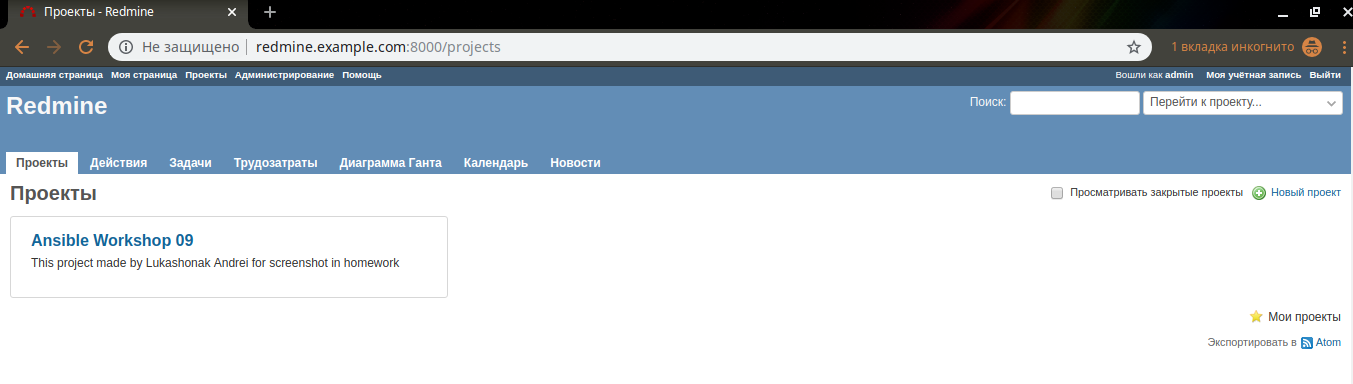 Проекты - Redmine
Не защищено redmine.example.com:8000/projects 1 вкладка инкогнито
Домашняя страница Моя страница Проекты Администрирование Помощь Вошли как admin Моя учётная запись Выйти
Redmine Поиск: Перейти к проекту...
Проекты Действия Задачи Трудозатраты Диаграмма Ганта Календарь Новости
Проекты Просматривать закрытые проекты Новый проект
Ansible Workshop 09
This project made by Lukashonak Andrei for screenshot in homework
Мои проекты
Экспортировать в Atom